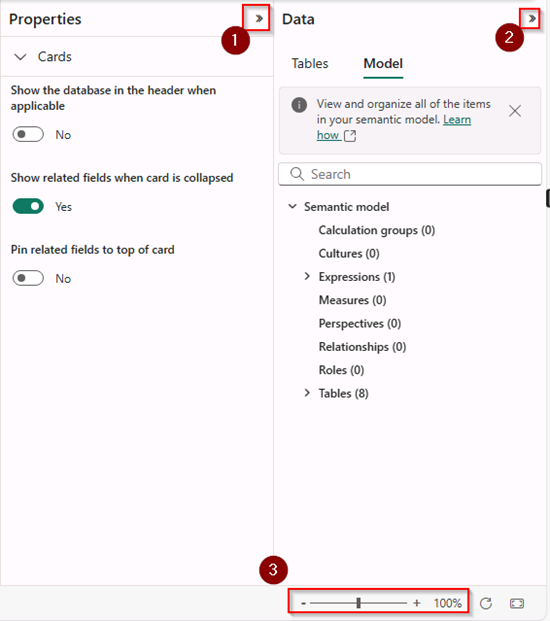 Properties
1
Cards
Show the database in the header when
applicable
No
Show related fields when card is collapsed
Yes
Pin related fields to top of card
No
Data
2
Tables
Model
View and organize all of the items
in your semantic model. Learn
how
Search
Semantic model
Calculation groups (0)
Cultures (0)
Expressions (1)
Measures (0)
Perspectives (0)
Relationships (0)
Roles (0)
Tables (8)
3
- + 100%